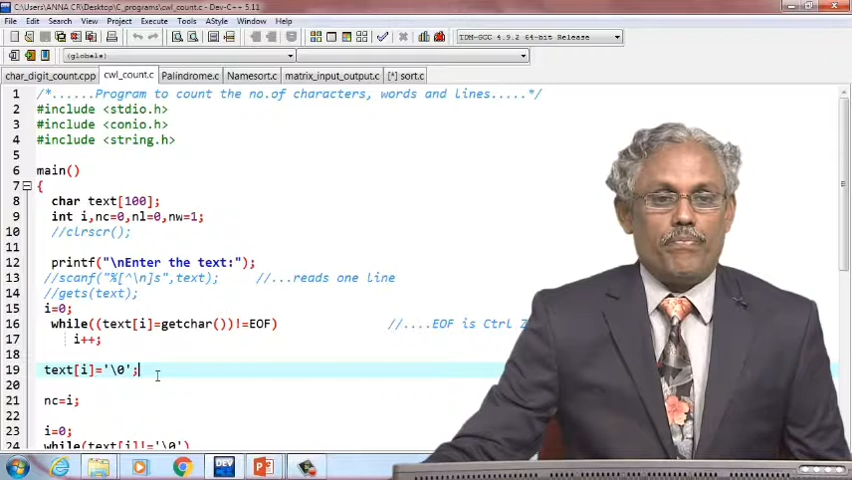 C:\Users\ANNA CR\Desktop\C_programs\cwl_count.c - Dev-C++ 5.11
File Edit Search View Project Execute Tools AStyle Window Help
TDM-GCC 4.9.2 64-bit Release
(globals)
char_digit_count.cpp cwl_count.c Palindrome.c Namesort.c matrix_input_output.c [*] sort.c
1 /*......Program to count the no.of characters, words and lines.....*/
2 #include <stdio.h>
3 #include <conio.h>
4 #include <string.h>
5
6 main()
7 {
8 char text[100];
9 int i,nc=0,nl=0,nw=1;
10 //clrscr();
11
12 printf("\nEnter the text:");
13 //scanf("%[^\n]s",text); //...reads one line
14 //gets(text);
15 i=0;
16 while((text[i]=getchar())!=EOF) //....EOF is Ctrl Z
17 i++;
18
19 text[i]='\0';
20
21 nc=i;
22
23 i=0;
24 while(text[i]!='\0')
DEV